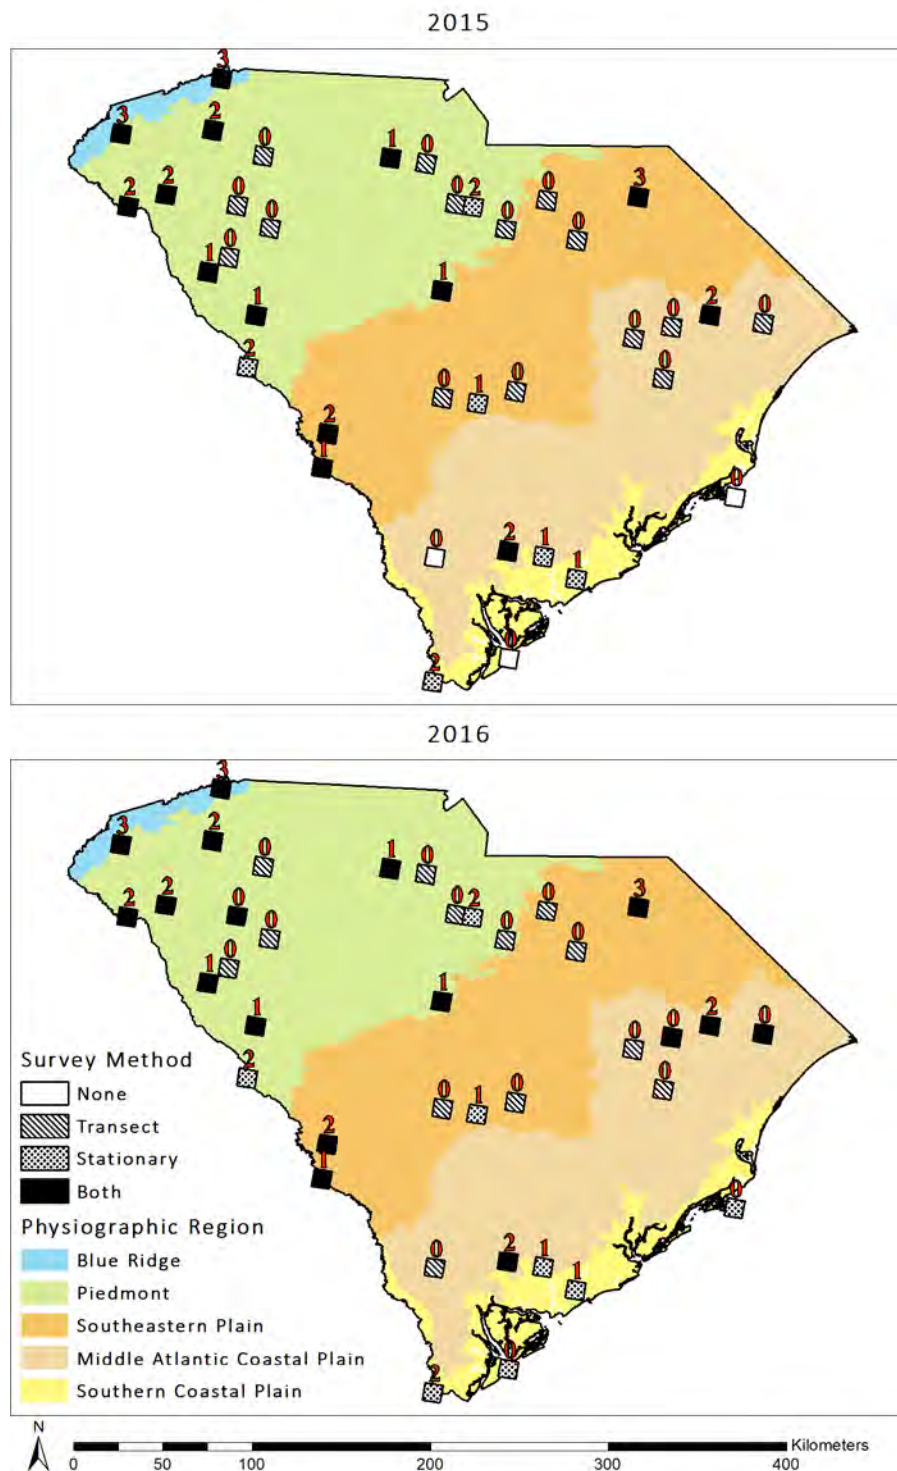 2015
3
3 2
0 1 0
2 2 0 0 2 0 3
0 0 0
1 0 1
1 0 0 2 0
2 0
0 1 0
2
1
0
0 2 1
1
0
2
2016
3
3 2
0 1 0
2 2 0 0 2 0 3
0 0 0
1 0 1
1 0 0 2 0
2 0
0 1 0
2
1
0
0 2 1
1
0
2
Survey Method
None
Transect
Stationary
Both
Physiographic Region
Blue Ridge
Piedmont
Southeastern Plain
Middle Atlantic Coastal Plain
Southern Coastal Plain
N
Kilometers
0 50 100 200 300 400